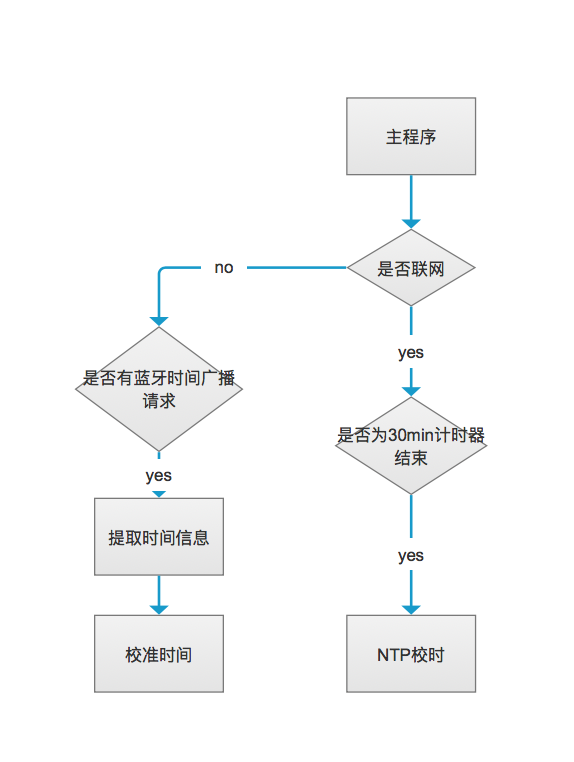 主程序
是否联网
no
yes
是否有蓝牙时间广播
请求
是否为30min计时器
结束
yes
提取时间信息
yes
校准时间
NTP校时